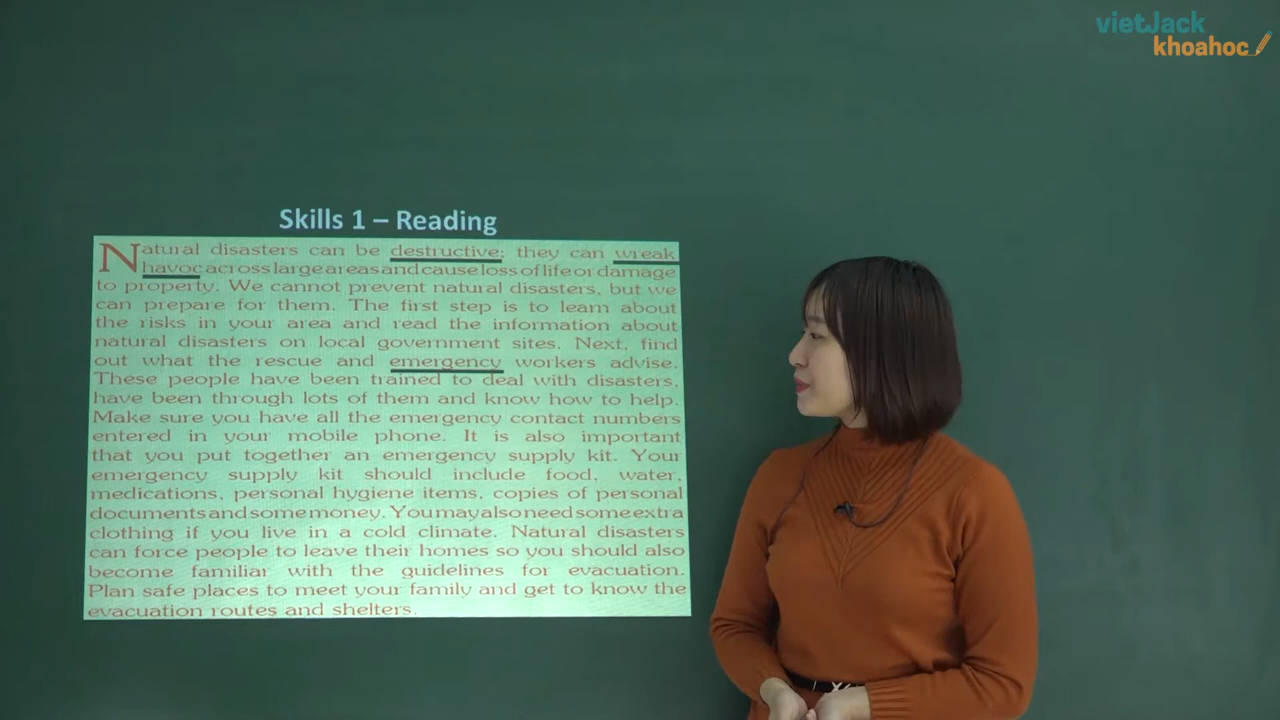 vietJack
khoahoc
Skills 1 – Reading
Natural disasters can be destructive; they can wreak
havoc across large areas and cause loss of life or damage
to property. We cannot prevent natural disasters, but we
can prepare for them. The first step is to learn about
the risks in your area and read the information about
natural disasters on local government sites. Next, find
out what the rescue and emergency workers advise.
These people have been trained to deal with disasters,
have been through lots of them and know how to help.
Make sure you have all the emergency contact numbers
entered in your mobile phone. It is also important
that you put together an emergency supply kit. Your
emergency supply kit should include food, water,
medications, personal hygiene items, copies of personal
documents and some money. You may also need some extra
clothing if you live in a cold climate. Natural disasters
can force people to leave their homes so you should also
become familiar with the guidelines for evacuation.
Plan safe places to meet your family and get to know the
evacuation routes and shelters.